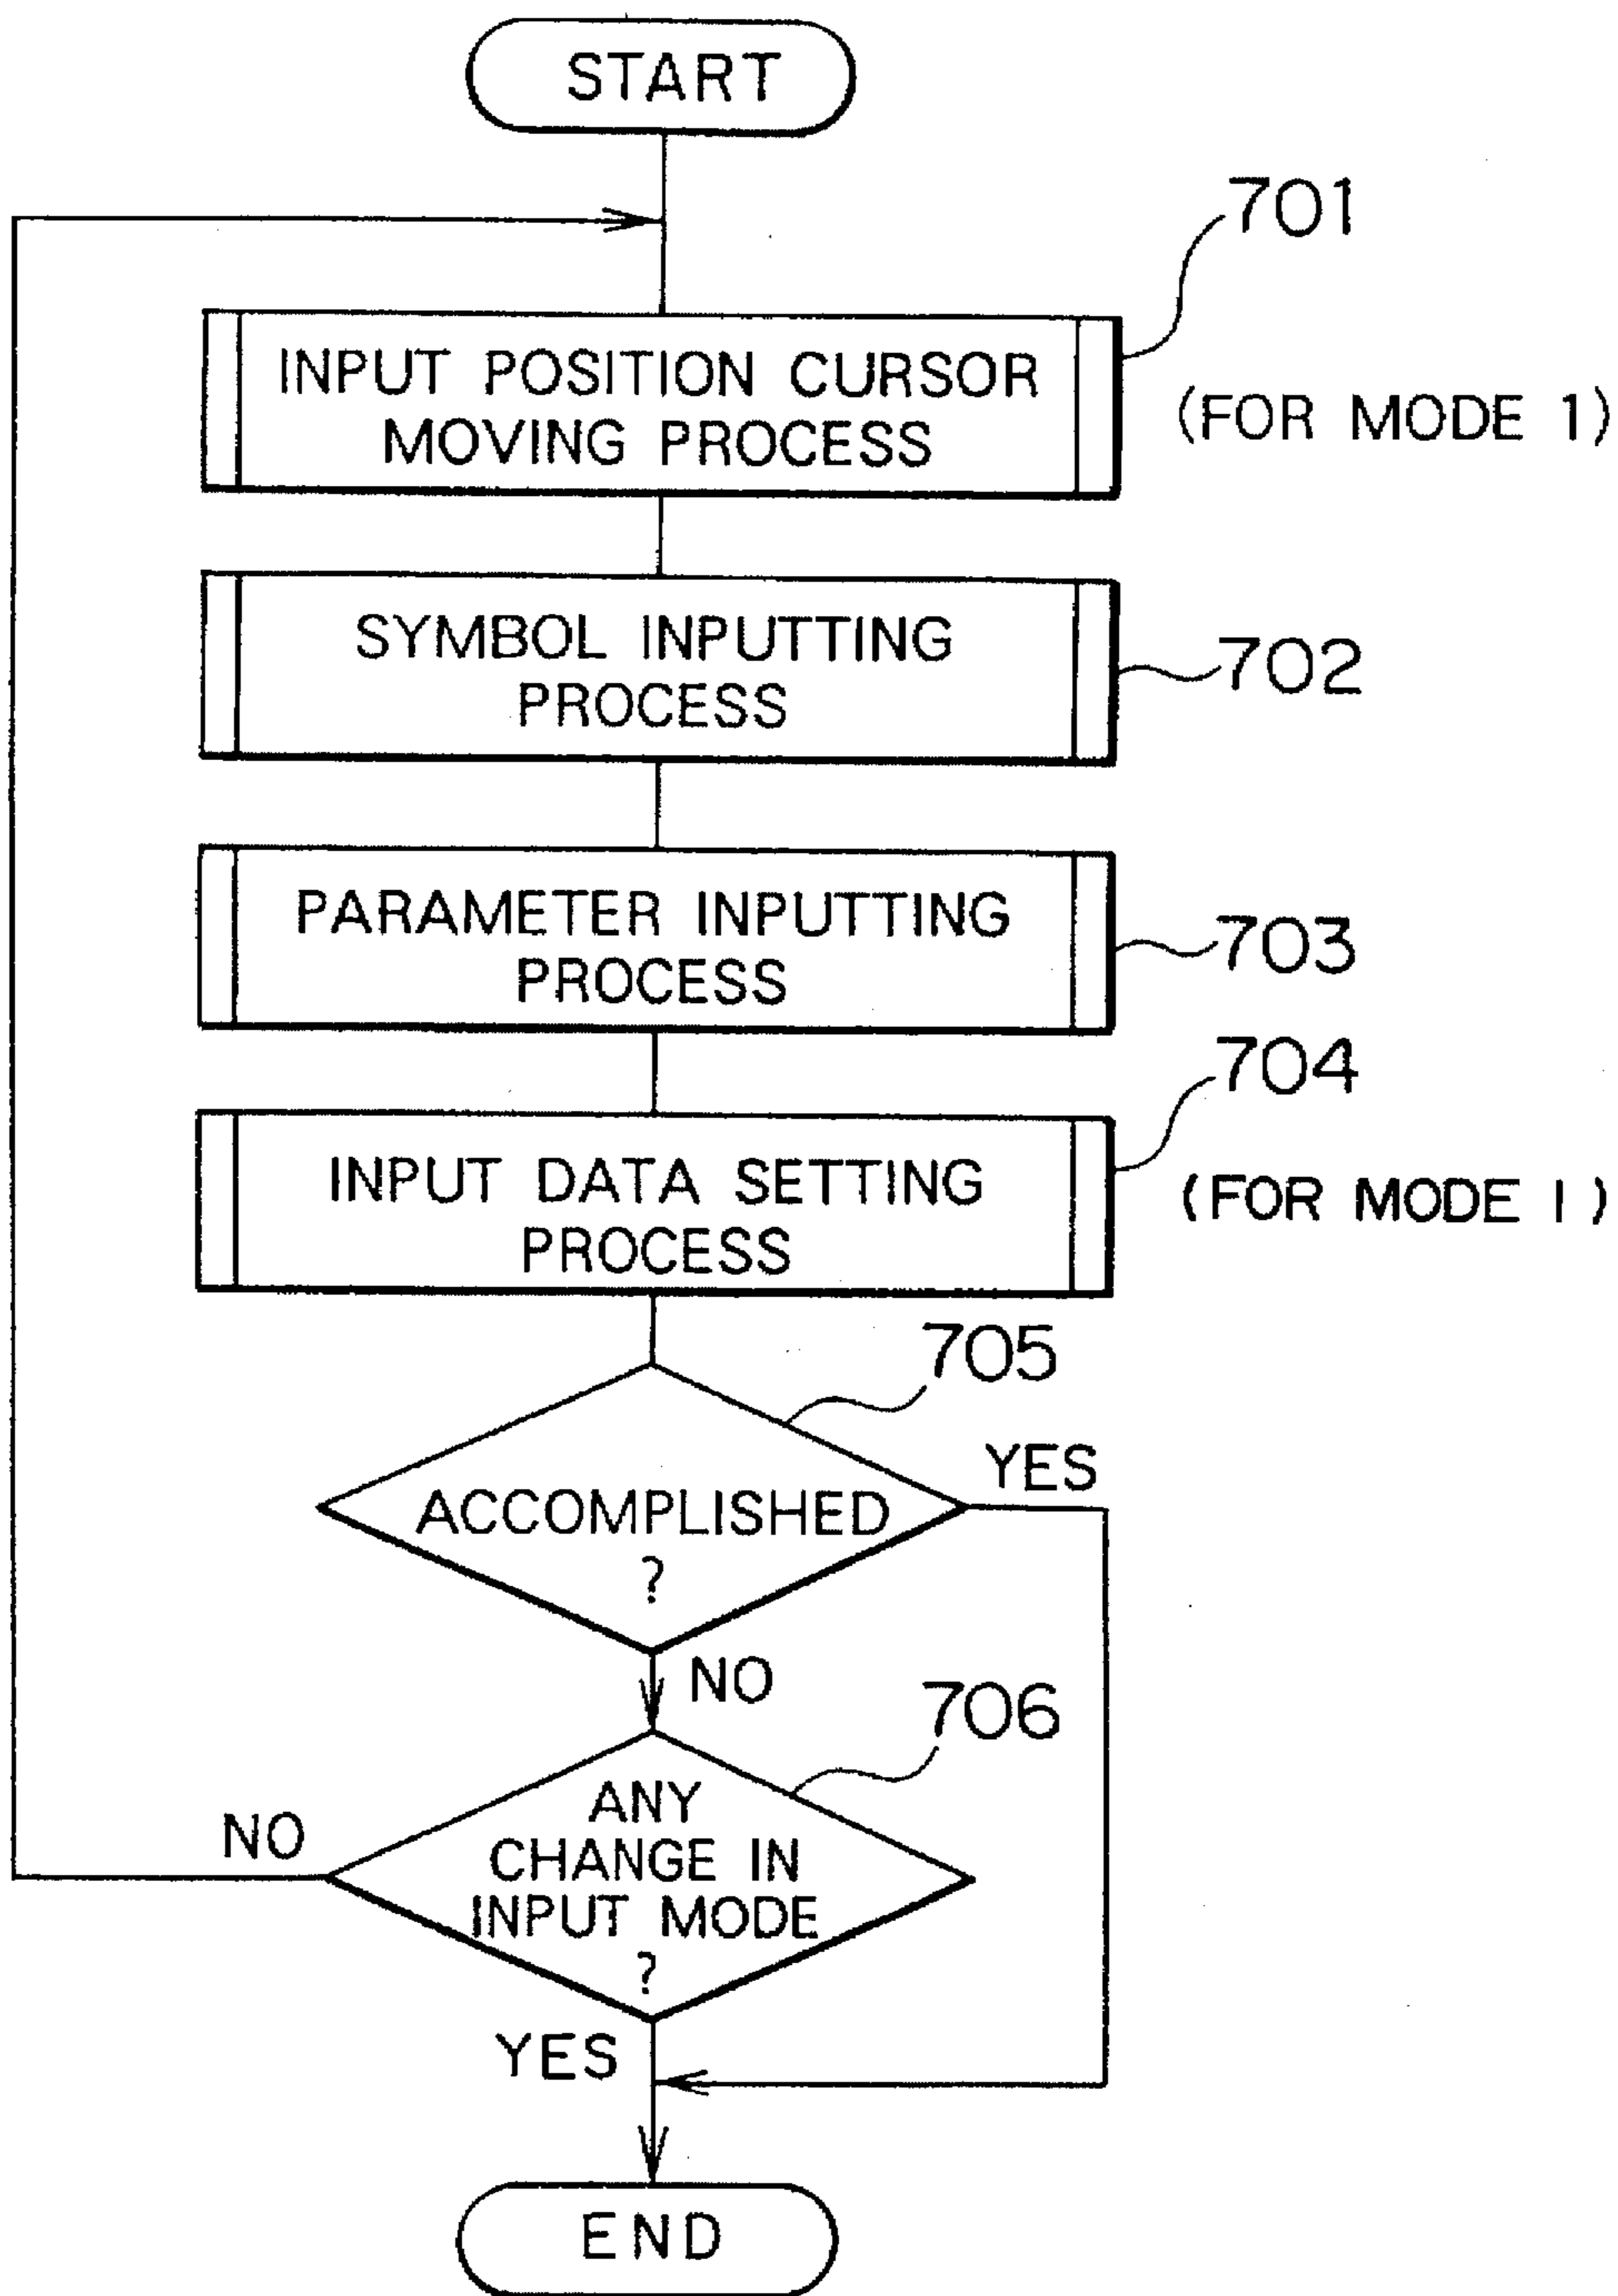 START
701
INPUT POSITION CURSOR
MOVING PROCESS
(FOR MODE 1)
SYMBOL INPUTTING
PROCESS
702
PARAMETER INPUTTING
PROCESS
703
704
INPUT DATA SETTING
PROCESS
(FOR MODE 1)
705
YES
ACCOMPLISHED
?
NO
706
ANY
CHANGE IN
INPUT MODE
?
NO
YES
END